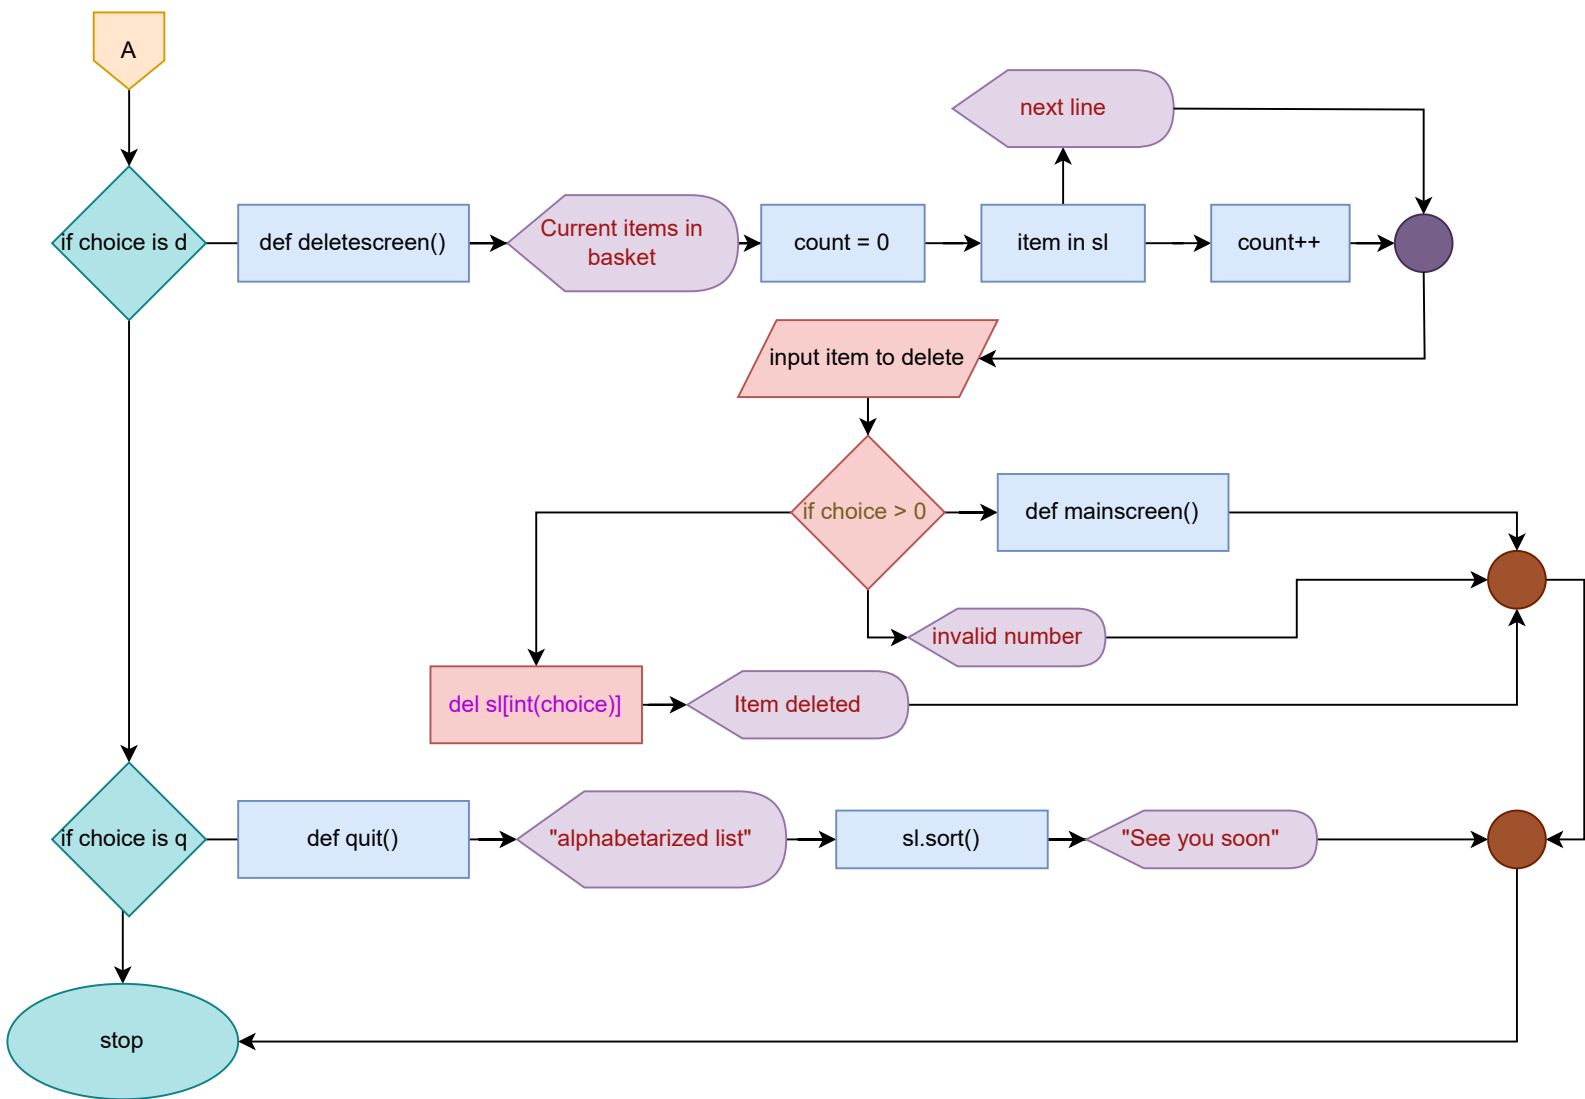 A
next line
if choice is d
def deletescreen()
Current items in
basket
count = 0
item in sl
count++
input item to delete
if choice > 0
def mainscreen()
invalid number
del sl[int(choice)]
Item deleted
if choice is q
def quit()
"alphabetarized list"
sl.sort()
"See you soon"
stop